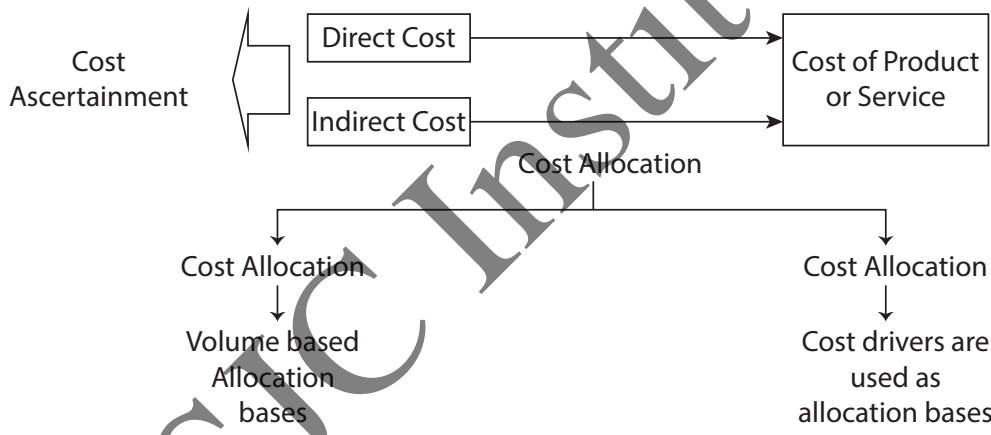 Cost
Ascertainment
Direct Cost
Indirect Cost
Cost of Product
or Service
Cost Allocation
Cost Allocation
Volume based
Allocation
bases
Cost Allocation
Cost drivers are
used as
allocation bases